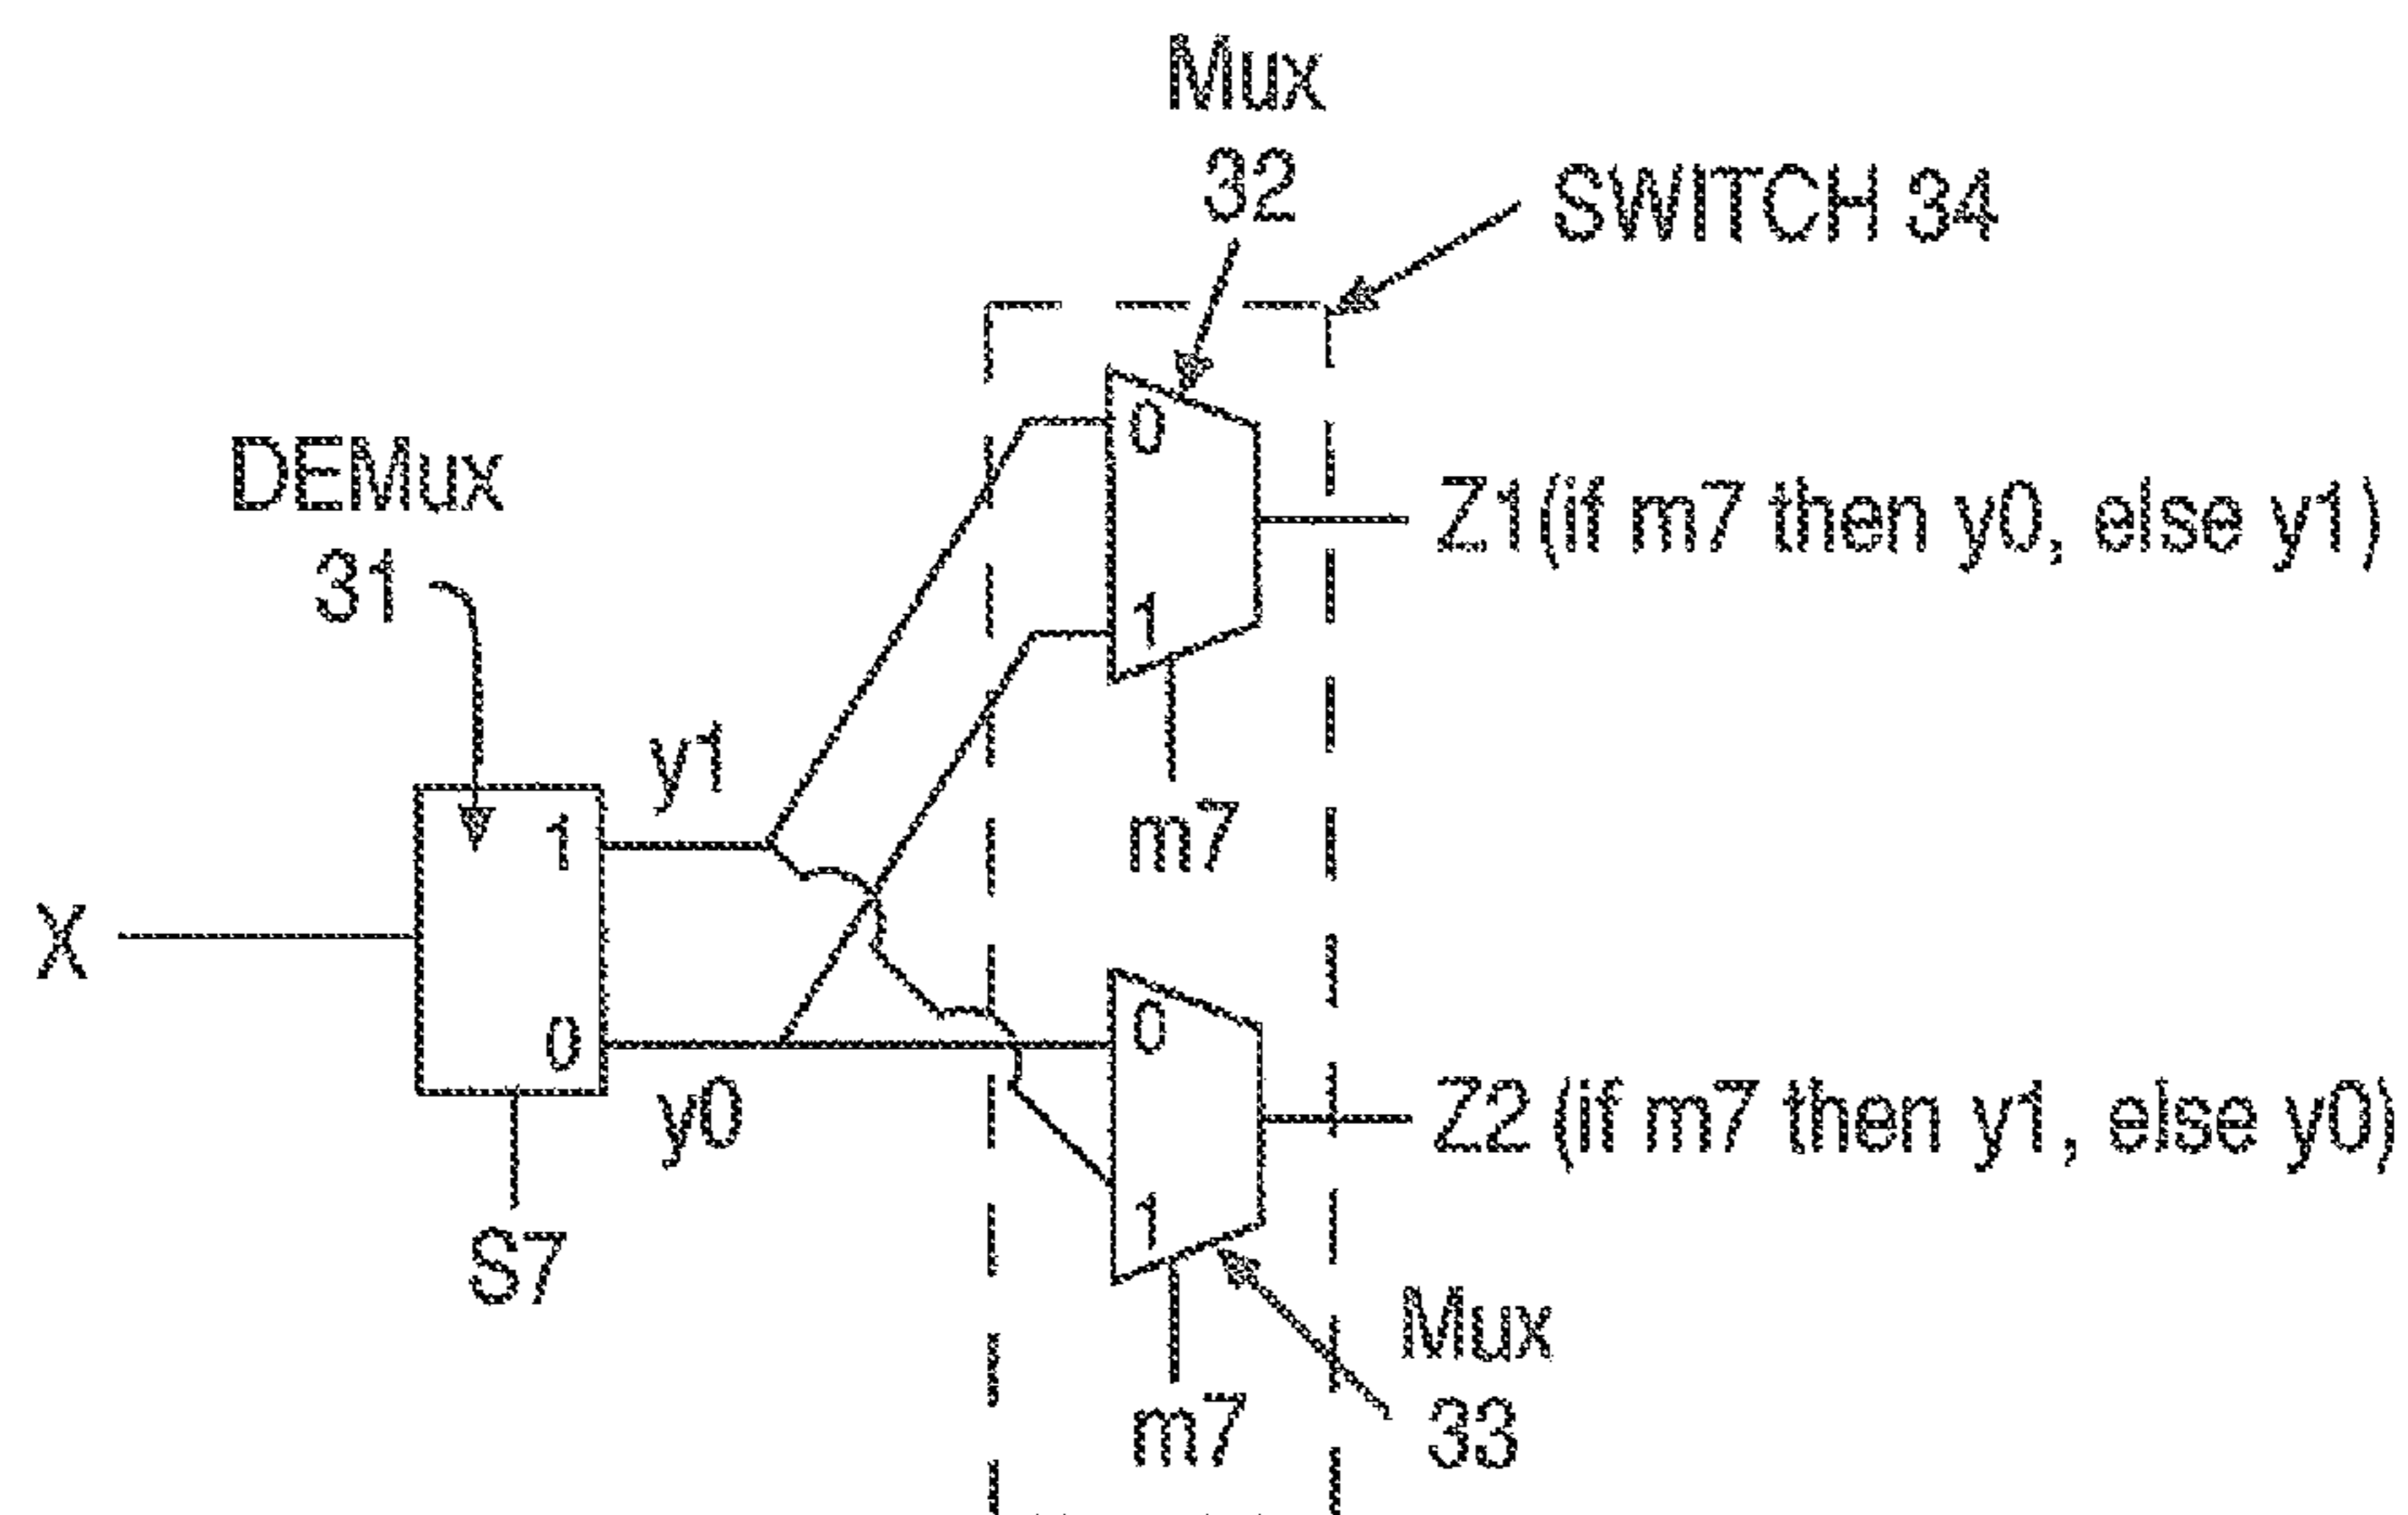 Mux
32
SWITCH 34
DEMux
31
0
Z1(if m7 then y0, else y1)
1
y1
m7
1
X
0
0
y0
Z2 (if m7 then y1, else y0)
1
S7
Mux
33
m7